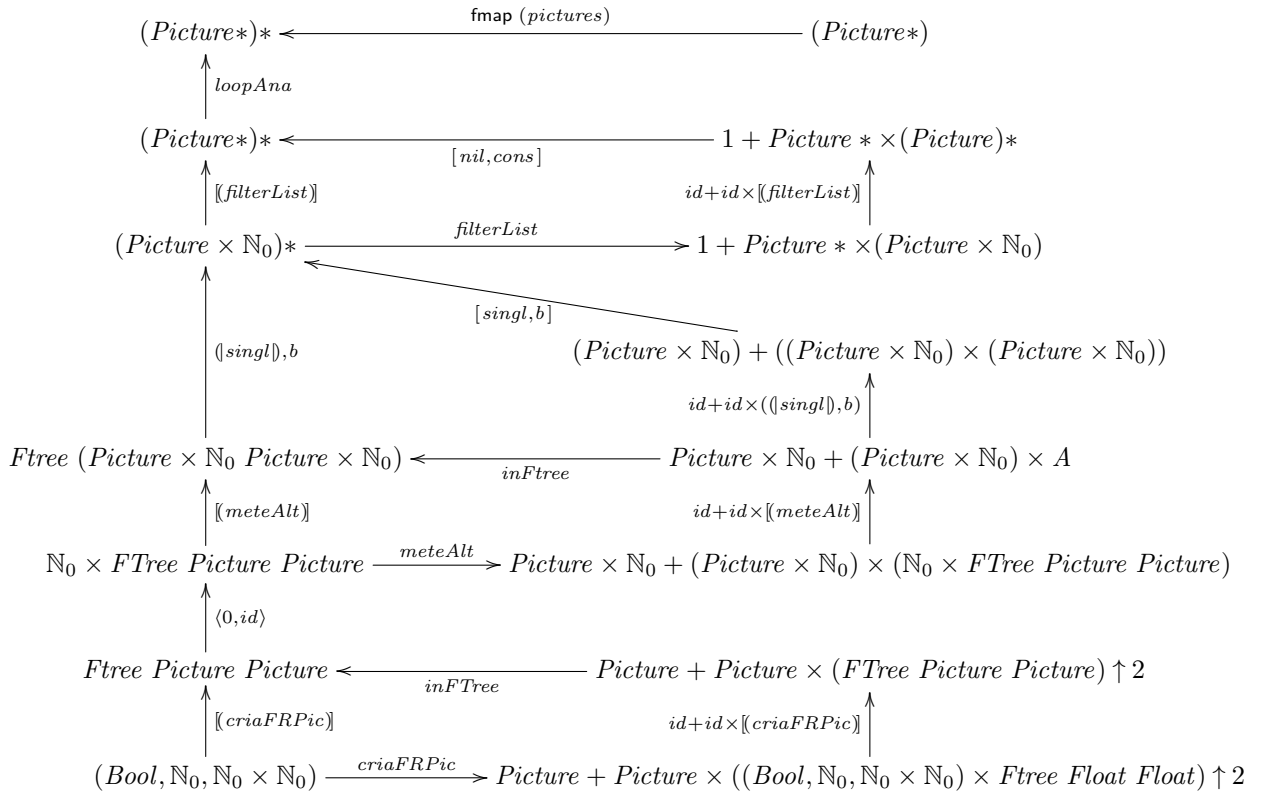 fmap (pictures)
(Picture∗)∗ (Picture∗)
loopAna
(Picture∗)∗ 1 + Picture ∗ ×(Picture)∗
[nil,cons]
[(filterList)] id+id×[(filterList)]
filterList
(Picture × ℕ₀)∗ 1 + Picture ∗ ×(Picture × ℕ₀)
[singl,b]
(|singl|),b (Picture × ℕ₀) + ((Picture × ℕ₀) × (Picture × ℕ₀))
id+id×((|singl|),b)
Ftree (Picture × ℕ₀ Picture × ℕ₀) Picture × ℕ₀ + (Picture × ℕ₀) × A
inFtree
[(meteAlt)] id+id×[(meteAlt)]
meteAlt
ℕ₀ × FTree Picture Picture Picture × ℕ₀ + (Picture × ℕ₀) × (ℕ₀ × FTree Picture Picture)
⟨0,id⟩
Ftree Picture Picture Picture + Picture × (FTree Picture Picture) ↑ 2
inFTree
[(criaFRPic)] id+id×[(criaFRPic)]
criaFRPic
(Bool, ℕ₀, ℕ₀ × ℕ₀) Picture + Picture × ((Bool, ℕ₀, ℕ₀ × ℕ₀) × Ftree Float Float) ↑ 2